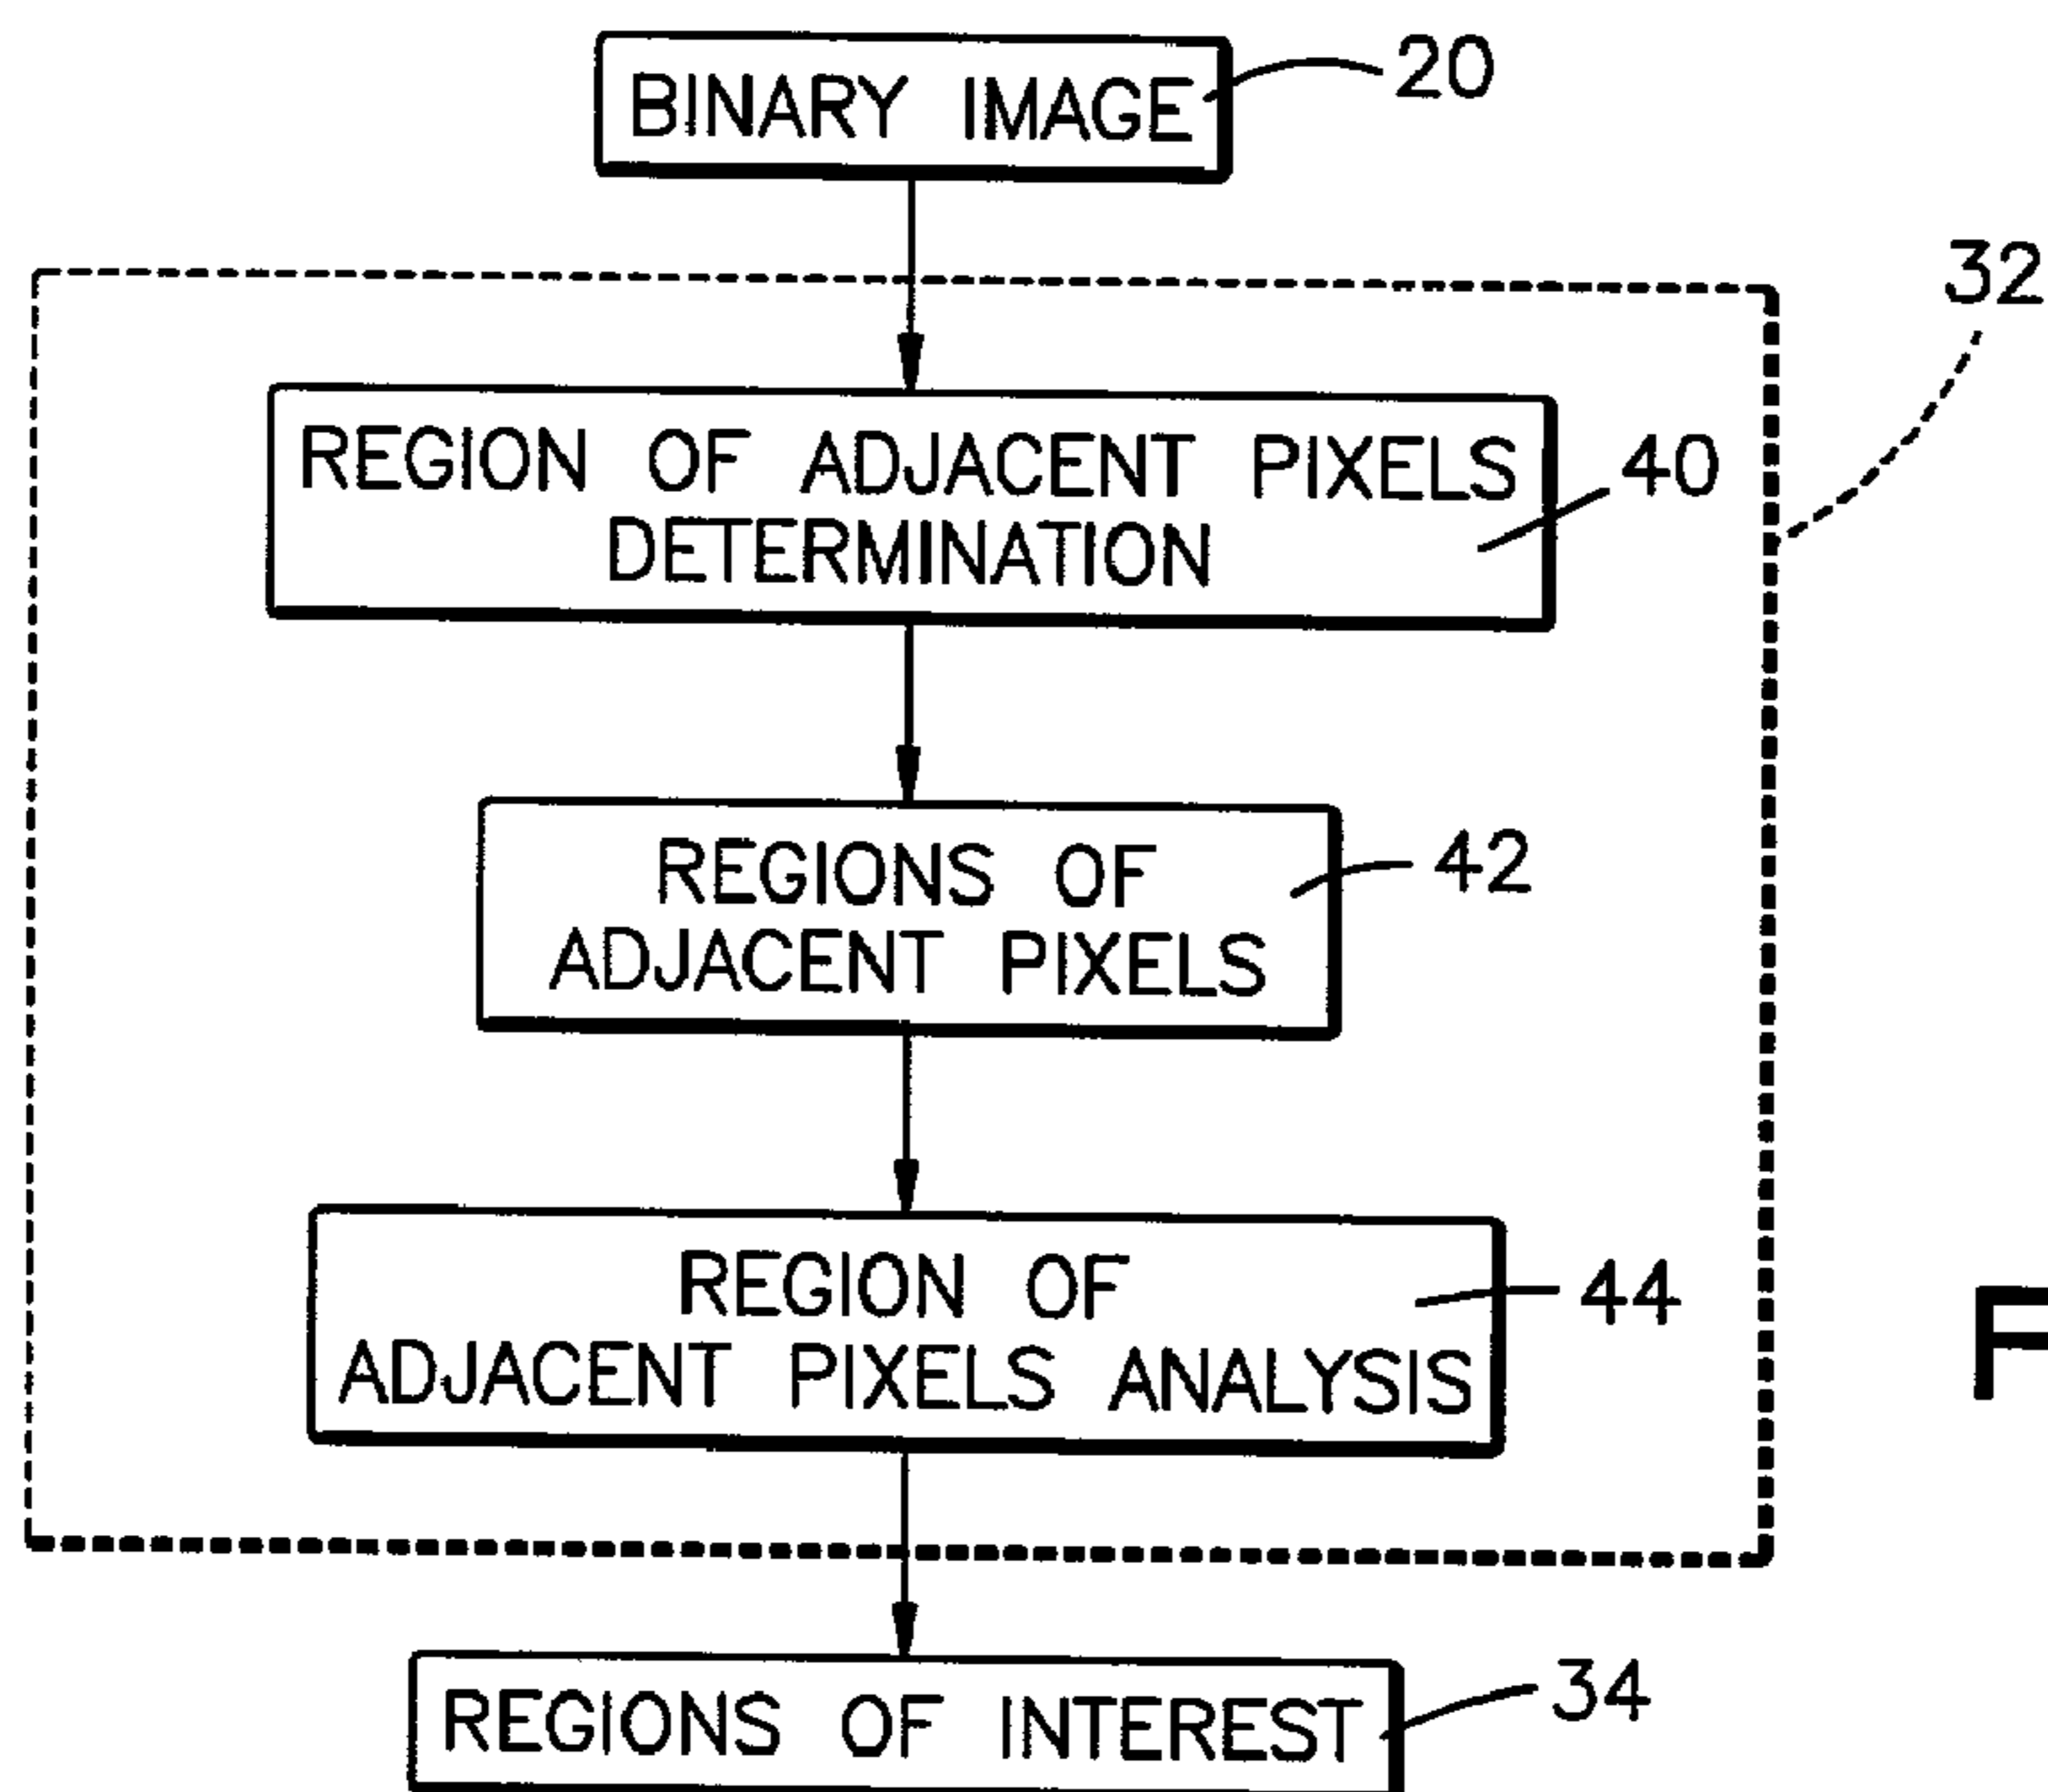 BINARY IMAGE
20
32
REGION OF ADJACENT PIXELS
DETERMINATION
40
REGIONS OF
ADJACENT PIXELS
42
REGION OF
ADJACENT PIXELS ANALYSIS
44
F
REGIONS OF INTEREST
34